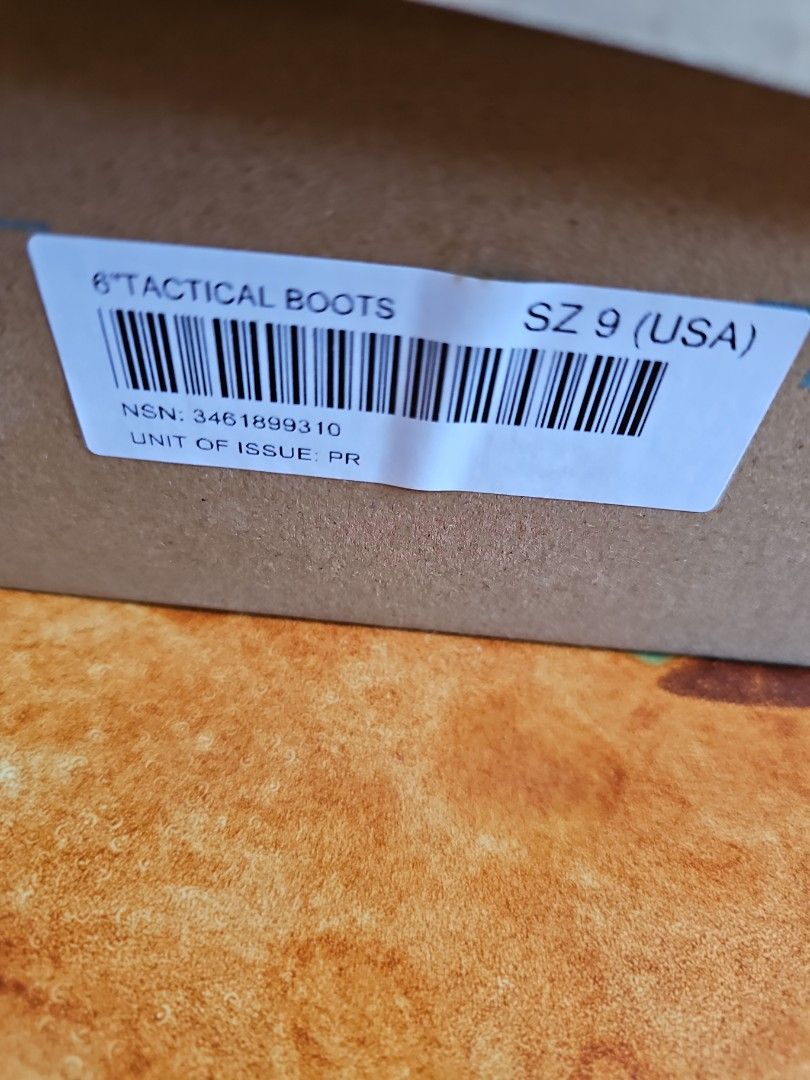 6"TACTICAL BOOTS
SZ 9 (USA)
NSN: 3461899310
UNIT OF ISSUE: PR